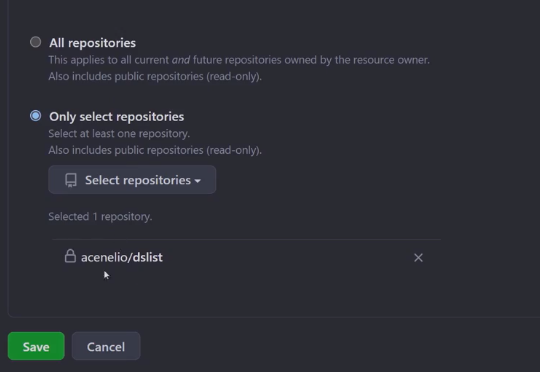 All repositories
This applies to all current and future repositories owned by the resource owner.
Also includes public repositories (read-only).
Only select repositories
Select at least one repository.
Also includes public repositories (read-only).
Select repositories
Selected 1 repository.
acenelio/dslist
Save Cancel